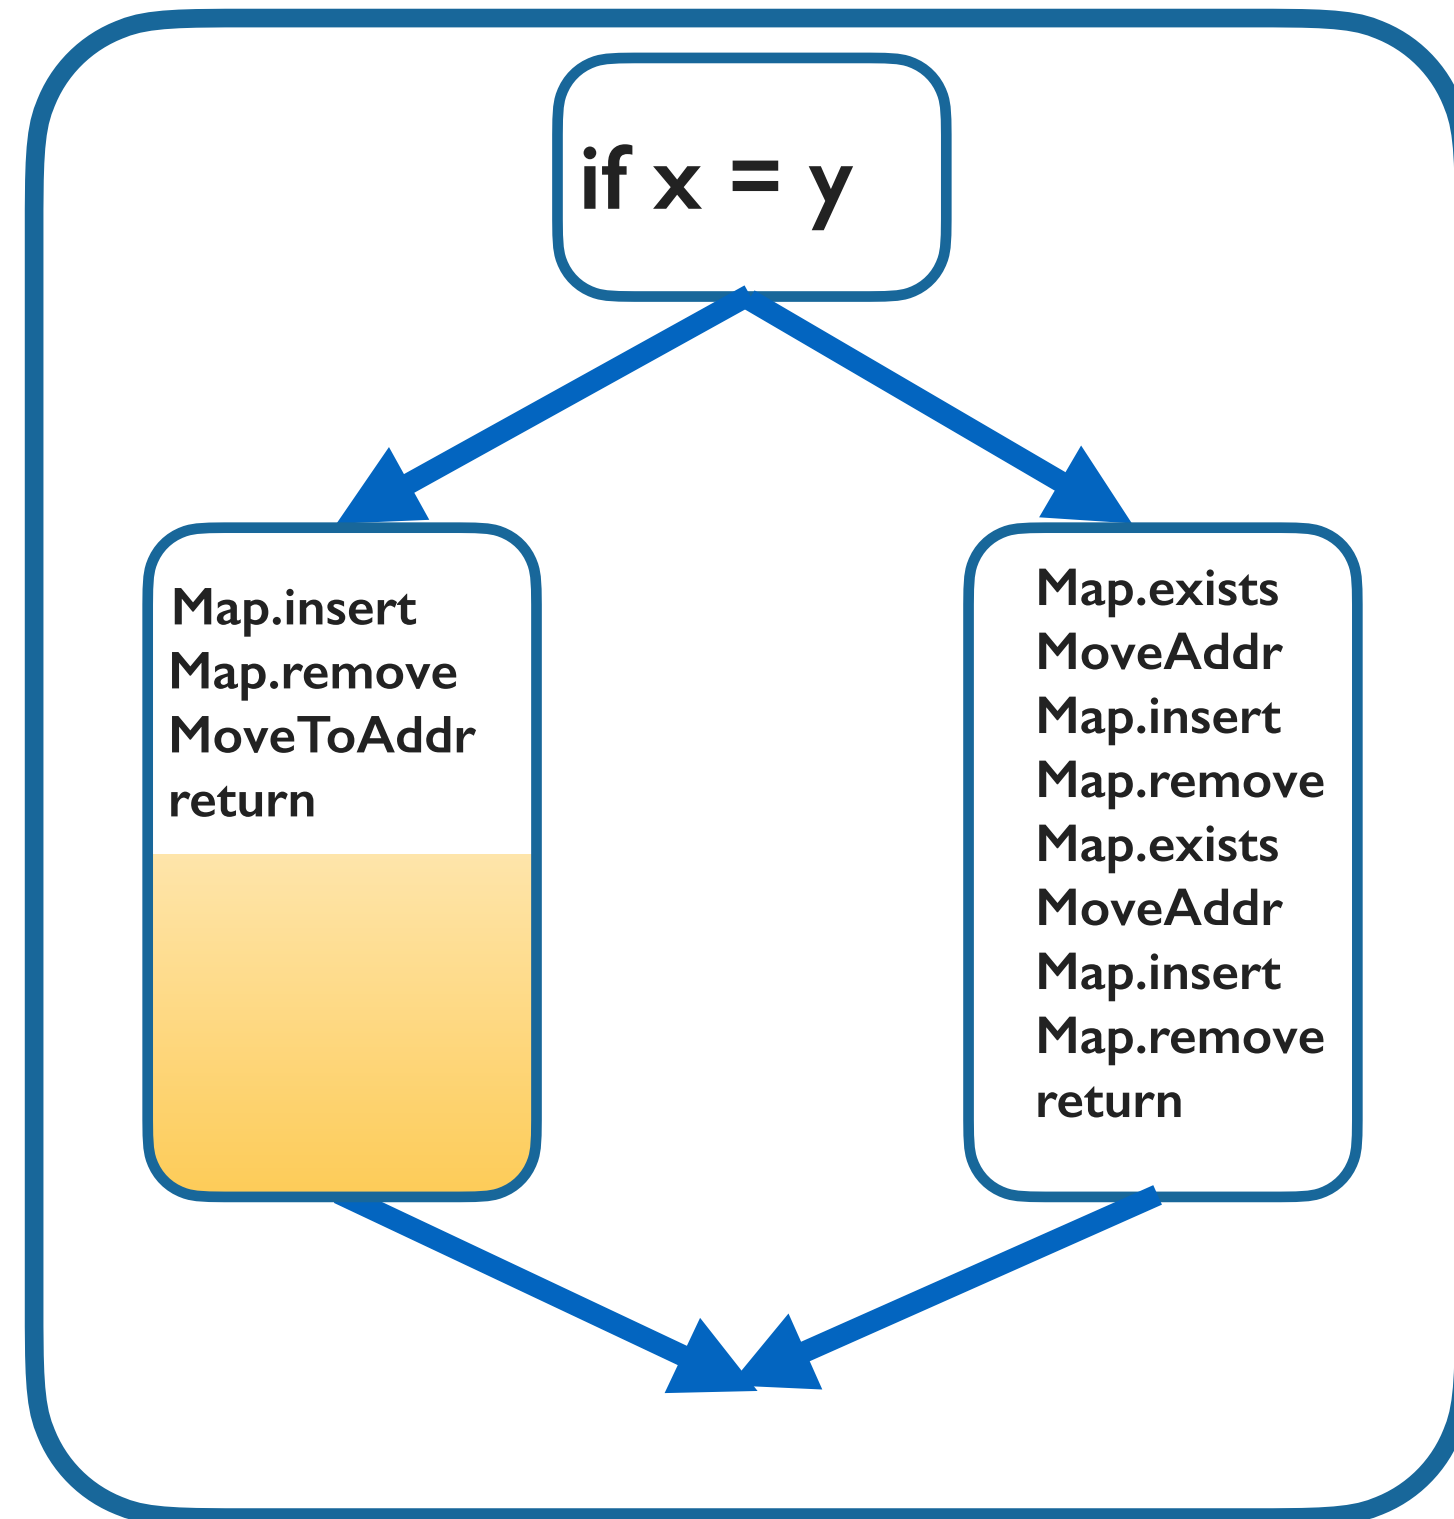 if x = y
Map.insert
Map.remove
MoveToAddr
return
Map.exists
MoveAddr
Map.insert
Map.remove
Map.exists
MoveAddr
Map.insert
Map.remove
return